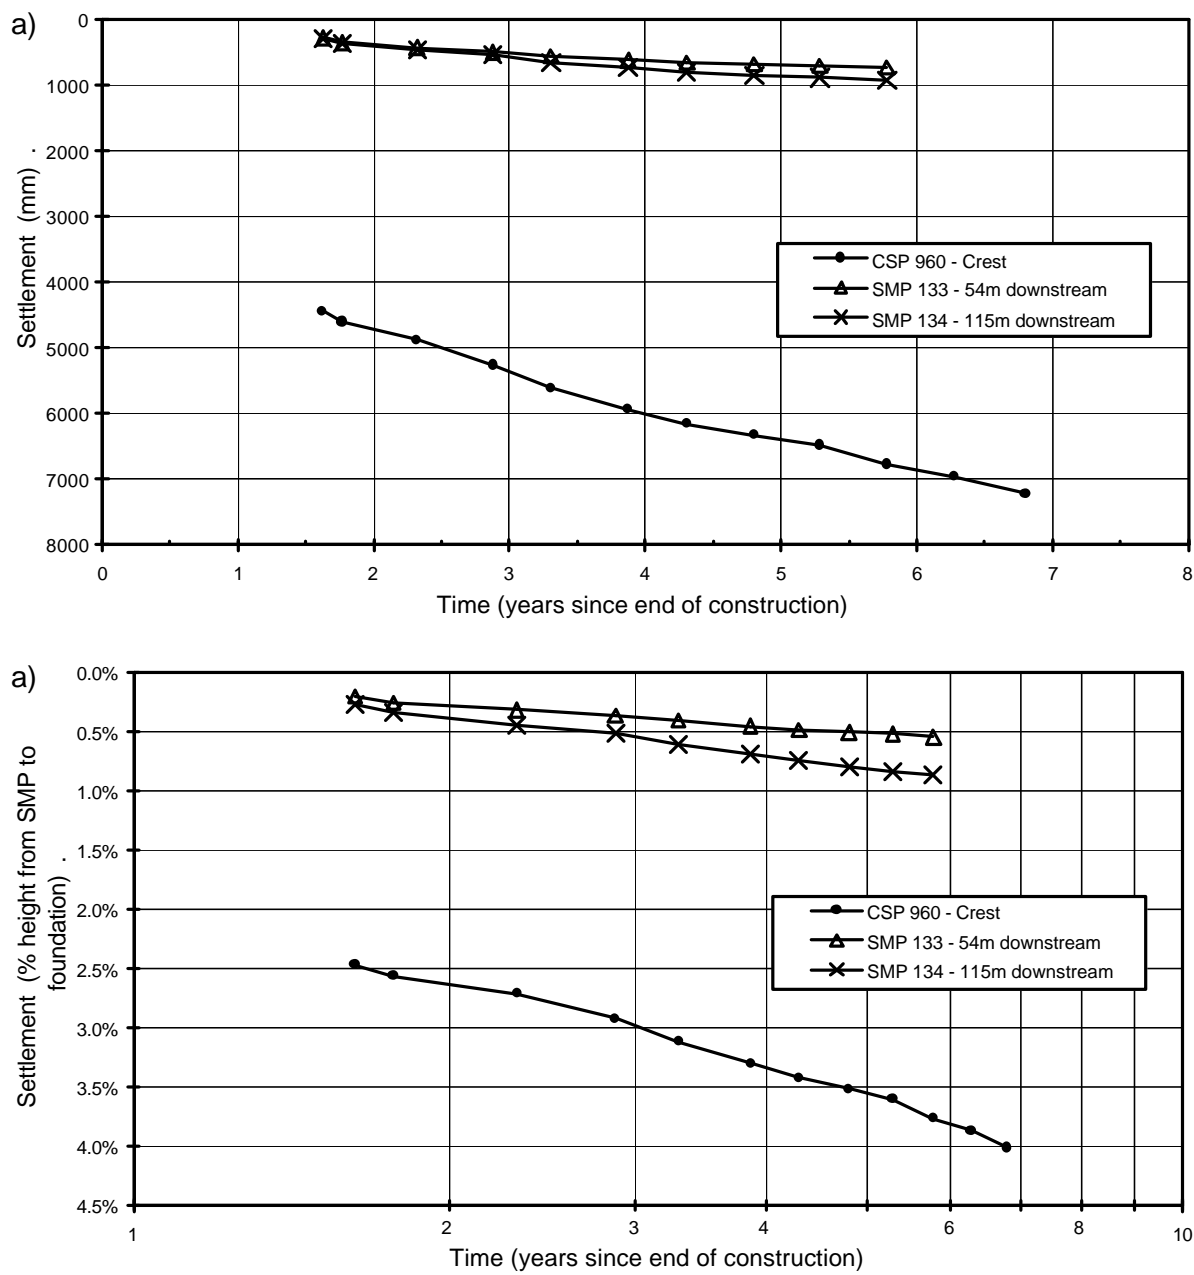 a)
0
1000
2000
3000
4000
5000
6000
7000
8000
Settlement (mm) .
CSP 960 - Crest
SMP 133 - 54m downstream
SMP 134 - 115m downstream
0 1 2 3 4 5 6 7 8
Time (years since end of construction)
a)
0.0%
0.5%
1.0%
1.5%
2.0%
2.5%
3.0%
3.5%
4.0%
4.5%
Settlement (% height from SMP to
foundation) .
CSP 960 - Crest
SMP 133 - 54m downstream
SMP 134 - 115m downstream
1 2 3 4 5 6 7 8 9 10
Time (years since end of construction)